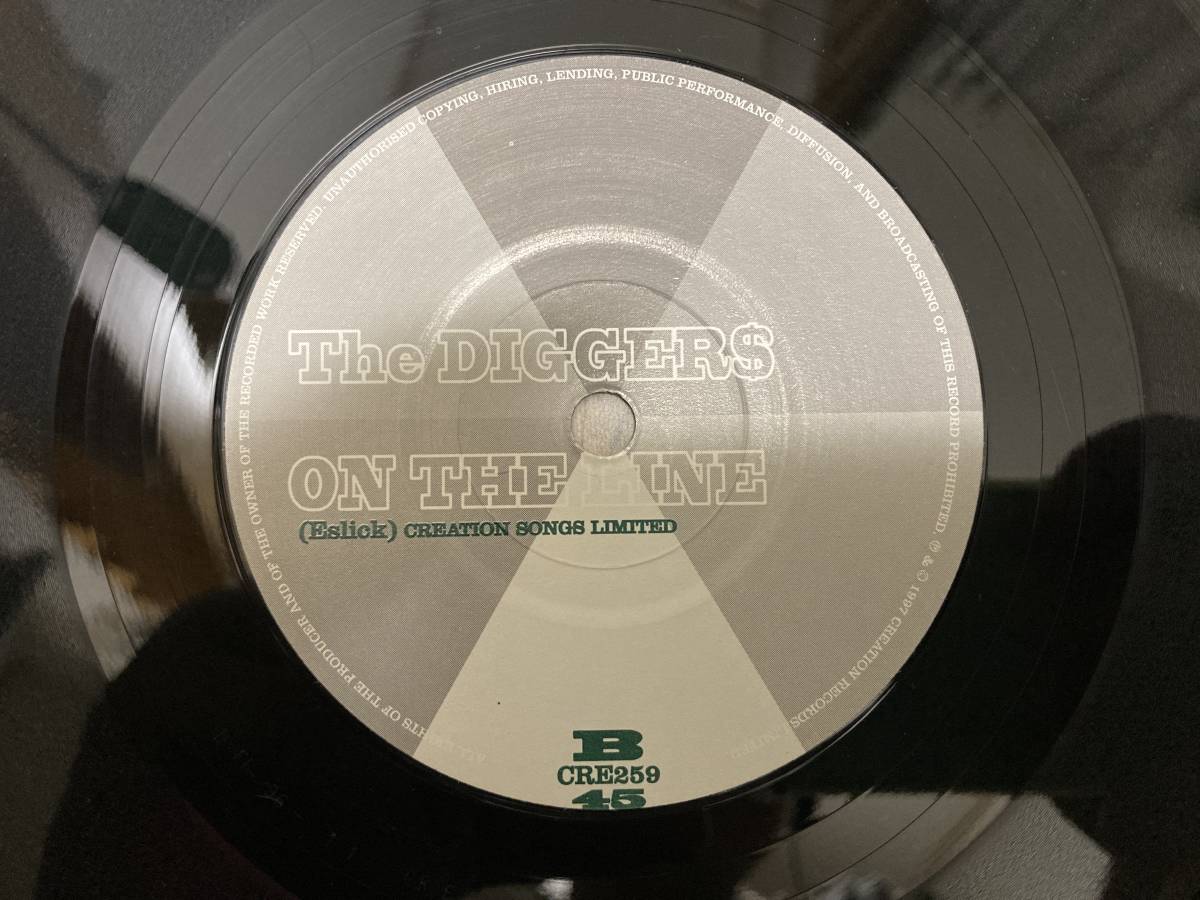 The DIGGER$
ON THE LINE
(Eslick) CREATION SONGS LIMITED
B
CRE259
45
ALL RIGHTS OF THE PRODUCER AND OF THE OWNER OF THE RECORDED WORK RESERVED. UNAUTHORISED COPYING, HIRING, LENDING, PUBLIC PERFORMANCE, DIFFUSION, AND BROADCASTING OF THIS RECORD PROHIBITED. ℗ & © 1997 CREATION RECORDS LIMITED